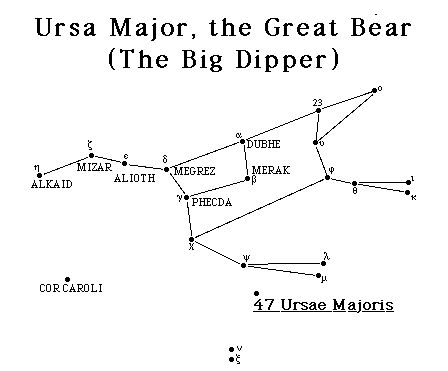 Ursa Major, the Great Bear
(The Big Dipper)
ο
23
α
DUBHE
υ
ζ
ε
δ
η
MIZAR
ALIOTH
MEGREZ
MERAK
β
φ
ι
θ
κ
ALKAID
γ
PHECDA
χ
ψ
λ
μ
COR CAROLI
47 Ursae Majoris
ν
ξ